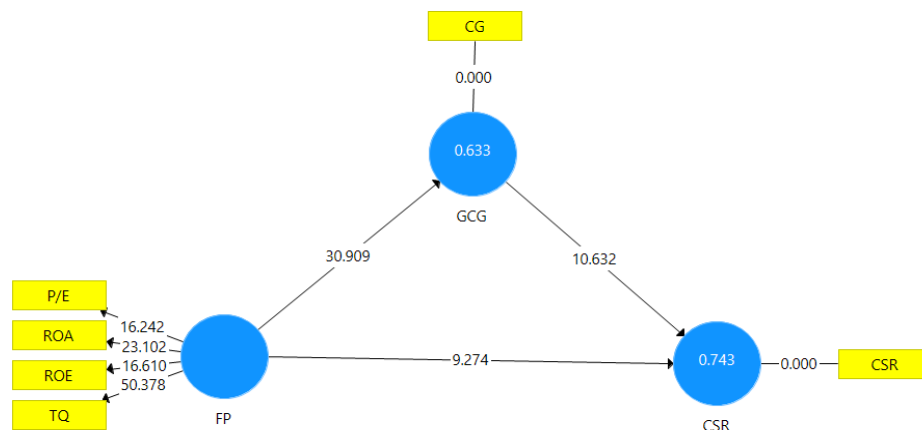 CG
0.000
0.633
GCG
30.909
10.632
P/E
16.242
ROA
23.102
ROE
16.610
50.378
TQ
FP
9.274
0.743
CSR
0.000
CSR